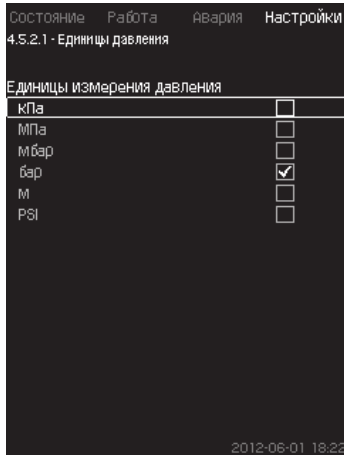 Состояние Работа Авария Настройки
4.5.2.1 - Единицы давления
Единицы измерения давления
кПа
МПа
мбар
бар
м
PSI
2012-06-01 18:22